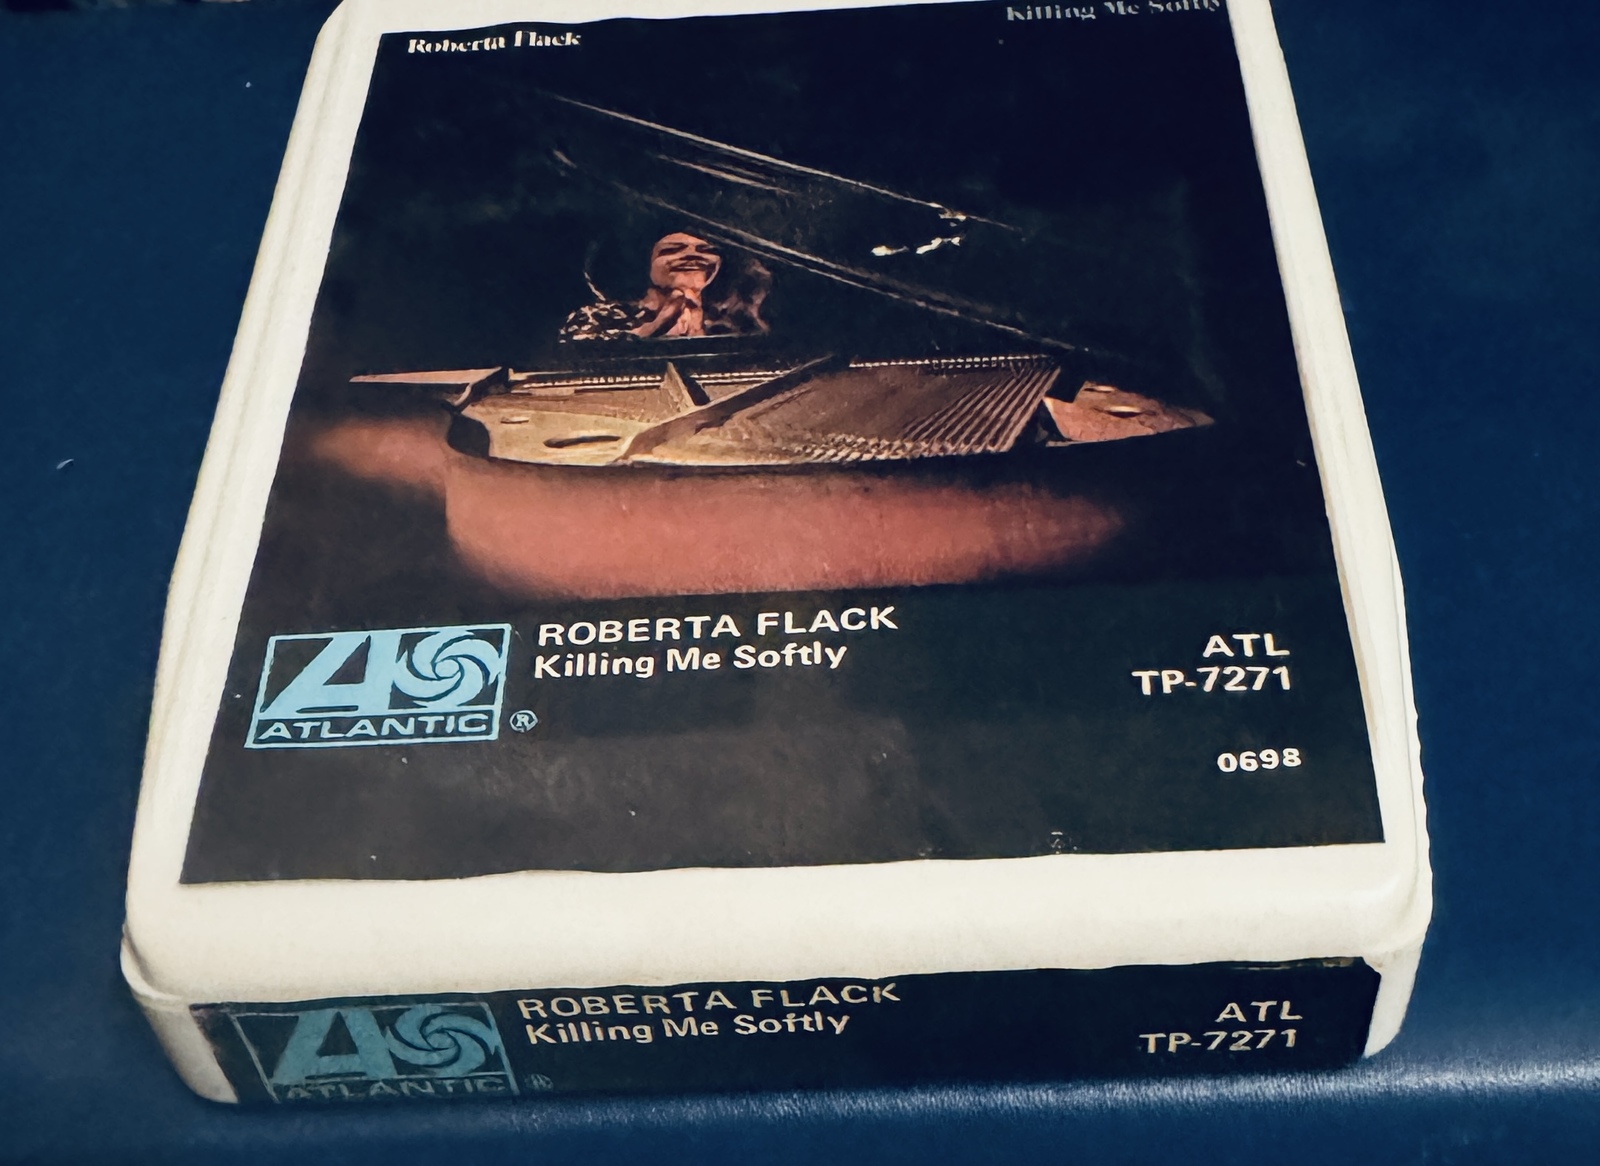 Roberta Flack
Killing Me Softly
ROBERTA FLACK
Killing Me Softly
ATL
TP-7271
0698
ATLANTIC ®
ROBERTA FLACK
Killing Me Softly
ATL
TP-7271
ATLANTIC ®